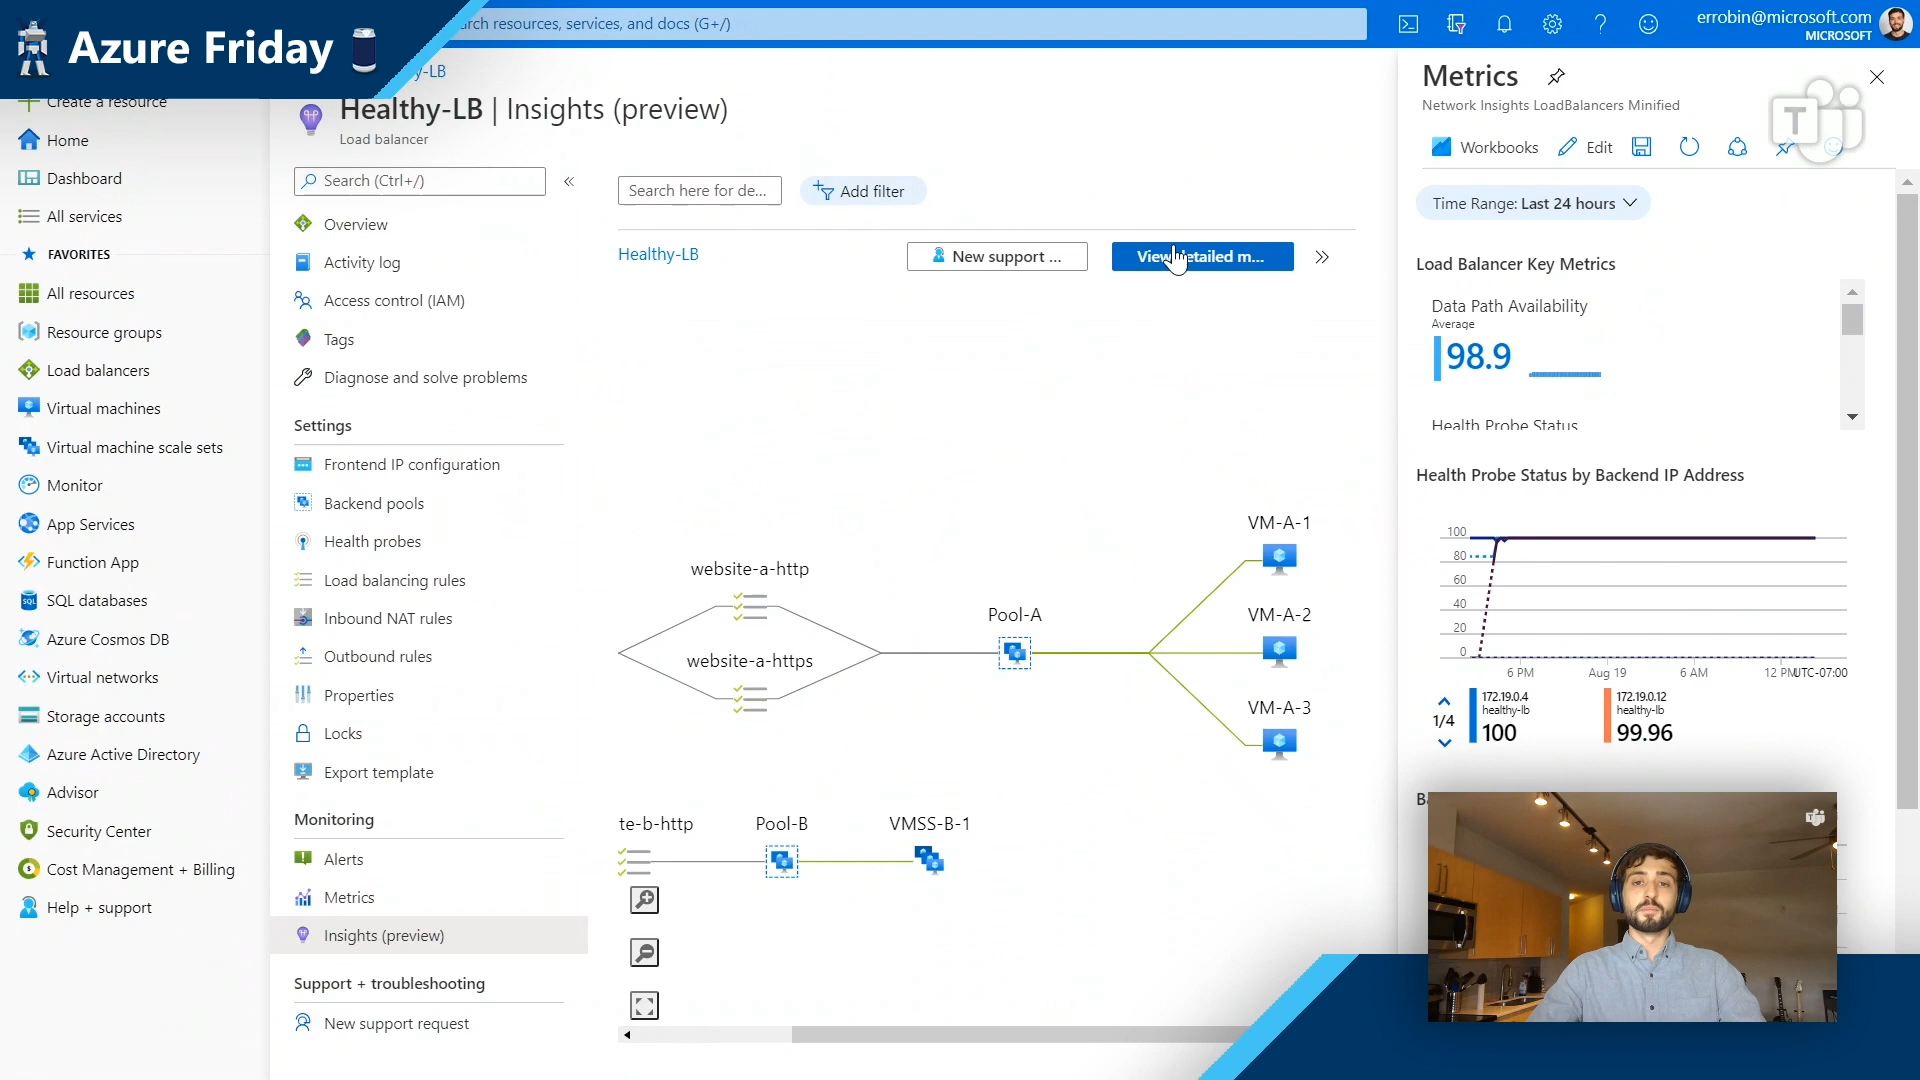 Azure Friday
arch resources, services, and docs (G+/)
errobin@microsoft.com
MICROSOFT
y-LB
Create a resource
Home
Dashboard
All services
FAVORITES
All resources
Resource groups
Load balancers
Virtual machines
Virtual machine scale sets
Monitor
App Services
Function App
SQL databases
Azure Cosmos DB
Virtual networks
Storage accounts
Azure Active Directory
Advisor
Security Center
Cost Management + Billing
Help + support
Healthy-LB | Insights (preview)
Load balancer
Search (Ctrl+/)
Overview
Activity log
Access control (IAM)
Tags
Diagnose and solve problems
Settings
Frontend IP configuration
Backend pools
Health probes
Load balancing rules
Inbound NAT rules
Outbound rules
Properties
Locks
Export template
Monitoring
Alerts
Metrics
Insights (preview)
Support + troubleshooting
New support request
Search here for de...
Add filter
Healthy-LB
New support ...
View detailed m...
website-a-http
website-a-https
Pool-A
VM-A-1
VM-A-2
VM-A-3
te-b-http
Pool-B
VMSS-B-1
Metrics
Network Insights LoadBalancers Minified
T
Workbooks
Edit
Time Range: Last 24 hours
Load Balancer Key Metrics
Data Path Availability
Average
98.9
Health Probe Status
Health Probe Status by Backend IP Address
100
80
60
40
20
0
6 PM
Aug 19
6 AM
12 PM
UTC-07:00
1/4
172.19.0.4
healthy-lb
100
172.19.0.12
healthy-lb
99.96